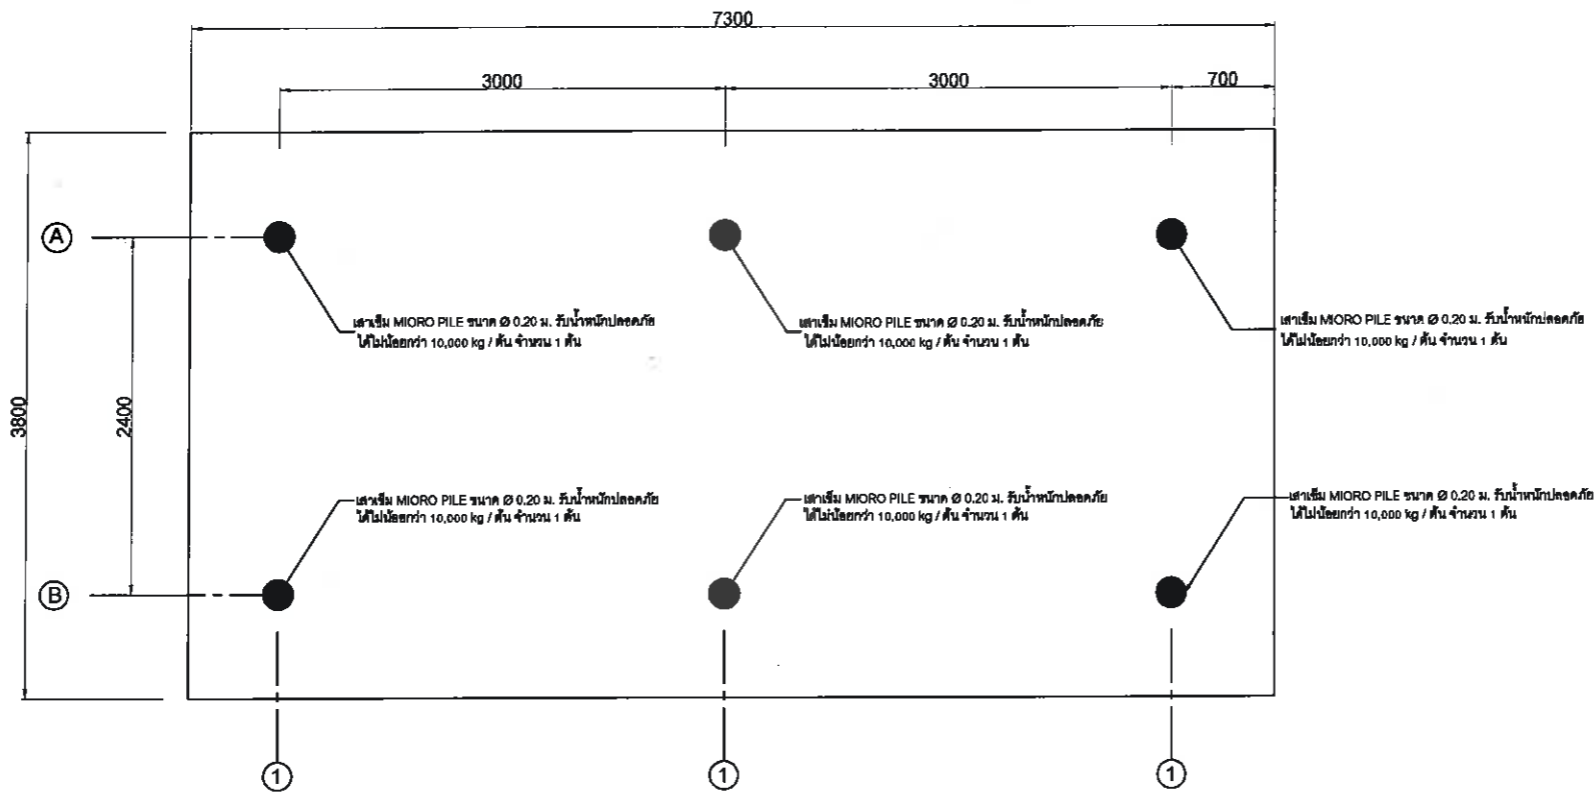 7300
3000
3000
700
A
เสาเข็ม MIORO PILE ขนาด Ø 0.20 ม. รับน้ำหนักปลอดภัย
ได้ไม่น้อยกว่า 10,000 kg / ต้น จำนวน 1 ต้น
เสาเข็ม MIORO PILE ขนาด Ø 0.20 ม. รับน้ำหนักปลอดภัย
ได้ไม่น้อยกว่า 10,000 kg / ต้น จำนวน 1 ต้น
เสาเข็ม MIORO PILE ขนาด Ø 0.20 ม. รับน้ำหนักปลอดภัย
ได้ไม่น้อยกว่า 10,000 kg / ต้น จำนวน 1 ต้น
3800
2400
เสาเข็ม MIORO PILE ขนาด Ø 0.20 ม. รับน้ำหนักปลอดภัย
ได้ไม่น้อยกว่า 10,000 kg / ต้น จำนวน 1 ต้น
เสาเข็ม MIORO PILE ขนาด Ø 0.20 ม. รับน้ำหนักปลอดภัย
ได้ไม่น้อยกว่า 10,000 kg / ต้น จำนวน 1 ต้น
เสาเข็ม MIORO PILE ขนาด Ø 0.20 ม. รับน้ำหนักปลอดภัย
ได้ไม่น้อยกว่า 10,000 kg / ต้น จำนวน 1 ต้น
B
1
1
1